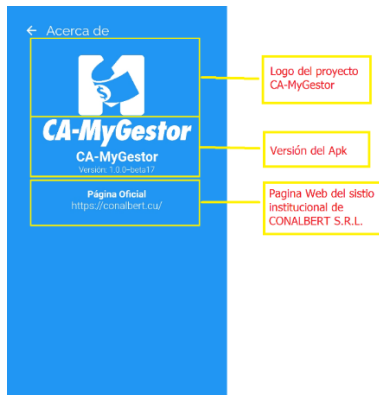 ← Acerca de
$
CA-MyGestor
CA-MyGestor
Versión: 1.0.0-beta17
Página Oficial
https://conalbert.cu/
Logo del proyecto
CA-MyGestor
Versión del Apk
Pagina Web del sistio
institucional de
CONALBERT S.R.L.